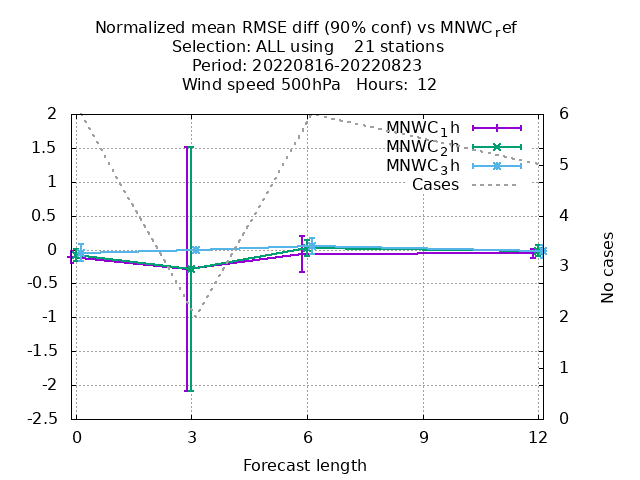 Normalized mean RMSE diff (90% conf) vs MNWC_ref
Selection: ALL using    21 stations
Period: 20220816-20220823
Wind speed 500hPa   Hours: 12
MNWC_1h
MNWC_2h
MNWC_3h
Cases
2
1.5
1
0.5
0
-0.5
-1
-1.5
-2
-2.5
6
5
4
3
2
1
0
No cases
0 3 6 9 12
Forecast length